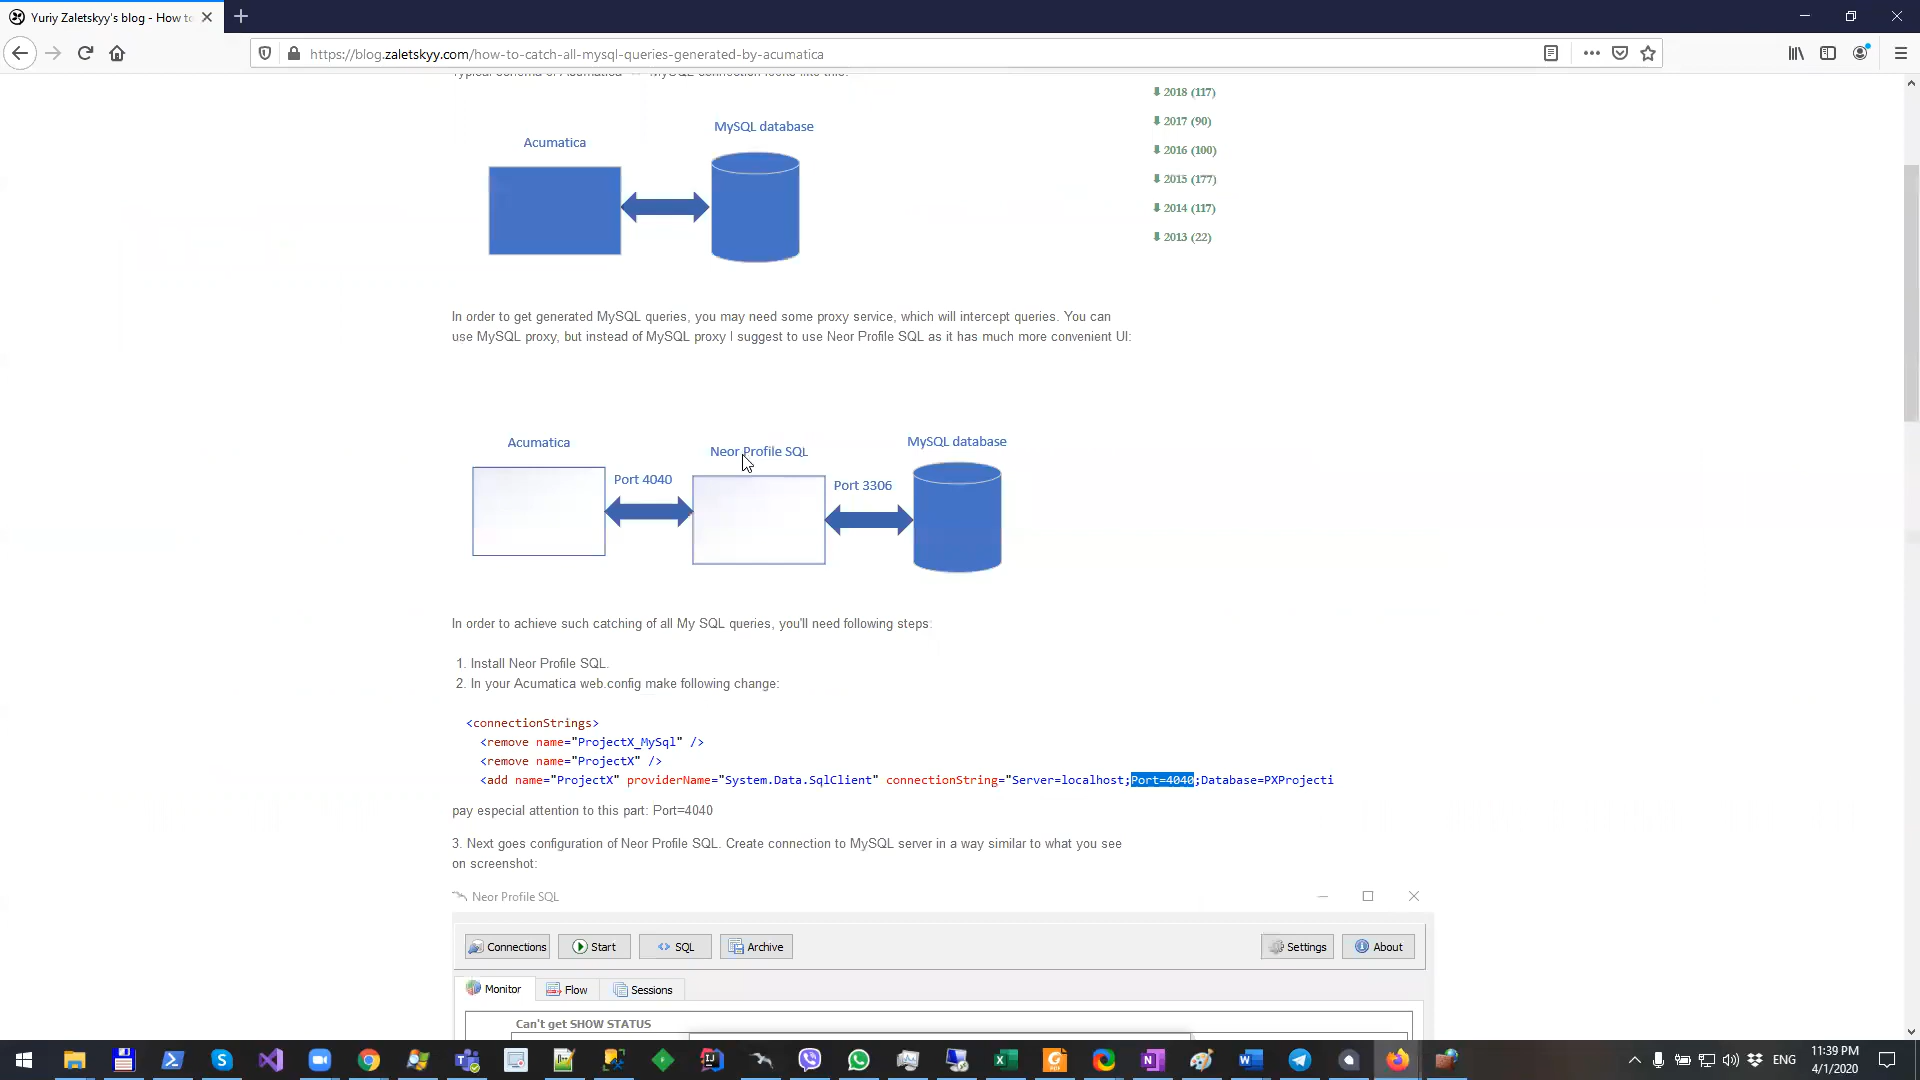 Yuriy Zaletskyy's blog - How to
https://blog.zaletskyy.com/how-to-catch-all-mysql-queries-generated-by-acumatica
Typical schema of Acumatica MySQL connection looks like this:
2018 (117)
2017 (90)
2016 (100)
2015 (177)
2014 (117)
2013 (22)
Acumatica
MySQL database
In order to get generated MySQL queries, you may need some proxy service, which will intercept queries. You can
use MySQL proxy, but instead of MySQL proxy I suggest to use Neor Profile SQL as it has much more convenient UI:
Acumatica
Port 4040
Neor Profile SQL
Port 3306
MySQL database
In order to achieve such catching of all My SQL queries, you'll need following steps:
1. Install Neor Profile SQL.
2. In your Acumatica web.config make following change:
<connectionStrings>
<remove name="ProjectX_MySql" />
<remove name="ProjectX" />
<add name="ProjectX" providerName="System.Data.SqlClient" connectionString="Server=localhost;Port=4040;Database=PXProjecti
pay especial attention to this part: Port=4040
3. Next goes configuration of Neor Profile SQL. Create connection to MySQL server in a way similar to what you see
on screenshot:
Neor Profile SQL
Connections Start SQL Archive Settings About
Monitor Flow Sessions
Can't get SHOW STATUS
ENG
11:39 PM
4/1/2020